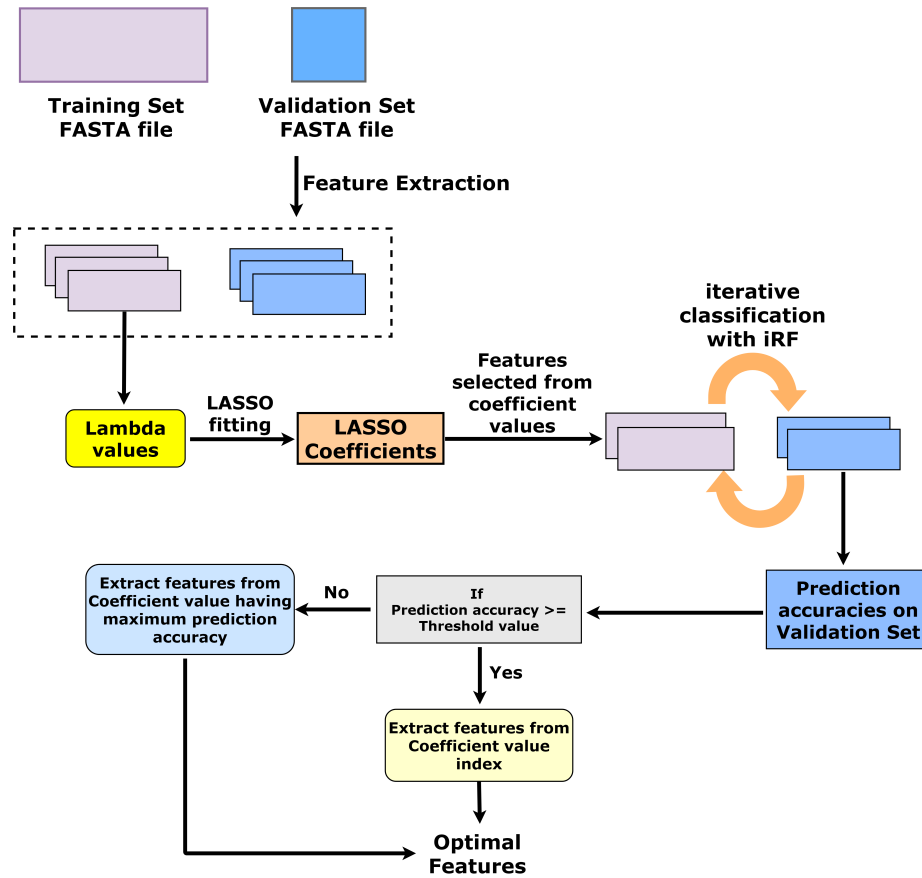 Training Set
FASTA file
Validation Set
FASTA file
Feature Extraction
iterative
classification
with iRF
Features
selected from
coefficient
values
LASSO
fitting
Lambda
values
LASSO
Coefficients
Extract features from
Coefficient value having
maximum prediction
accuracy
No
If
Prediction accuracy >=
Threshold value
Prediction
accuracies on
Validation Set
Yes
Extract features from
Coefficient value
index
Optimal
Features